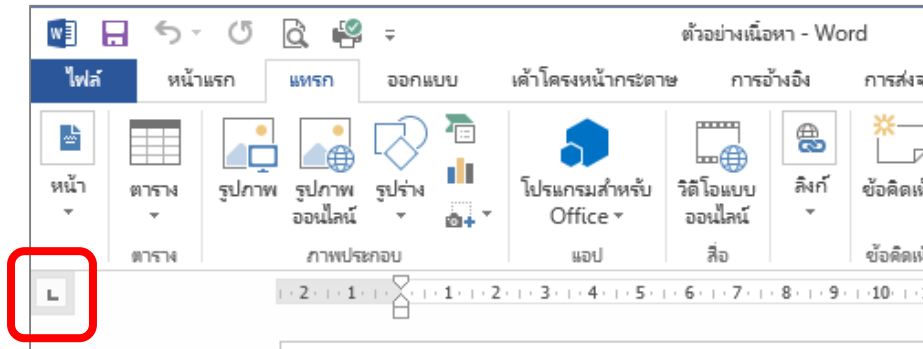 ตัวอย่างเนื้อหา - Word
ไฟล์ หน้าแรก แทรก ออกแบบ เค้าโครงหน้ากระดาษ การอ้างอิง
หน้า ตาราง รูปภาพ รูปภาพ รูปร่าง โปรแกรมสำหรับ วิดีโอแบบ ลิงก์
ออนไลน์ Office ออนไลน์
ตาราง ภาพประกอบ แอป สื่อ
2 1 1 2 3 4 5 6 7 8 9 10